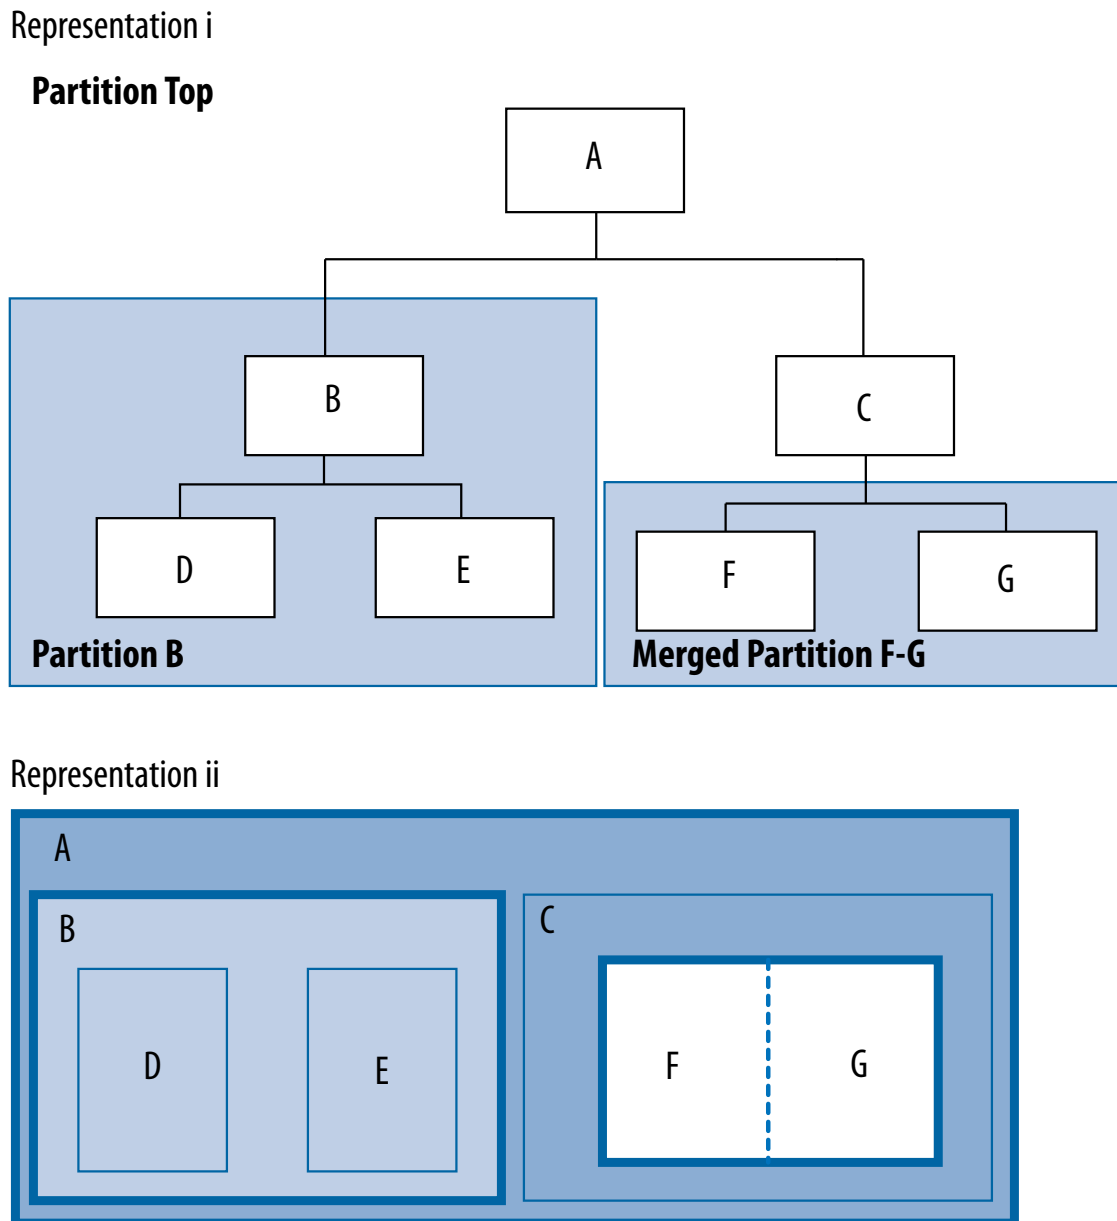 Representation i
Partition Top
A
B
C
D
E
F
G
Partition B
Merged Partition F-G
Representation ii
A
B
C
D
E
F
G